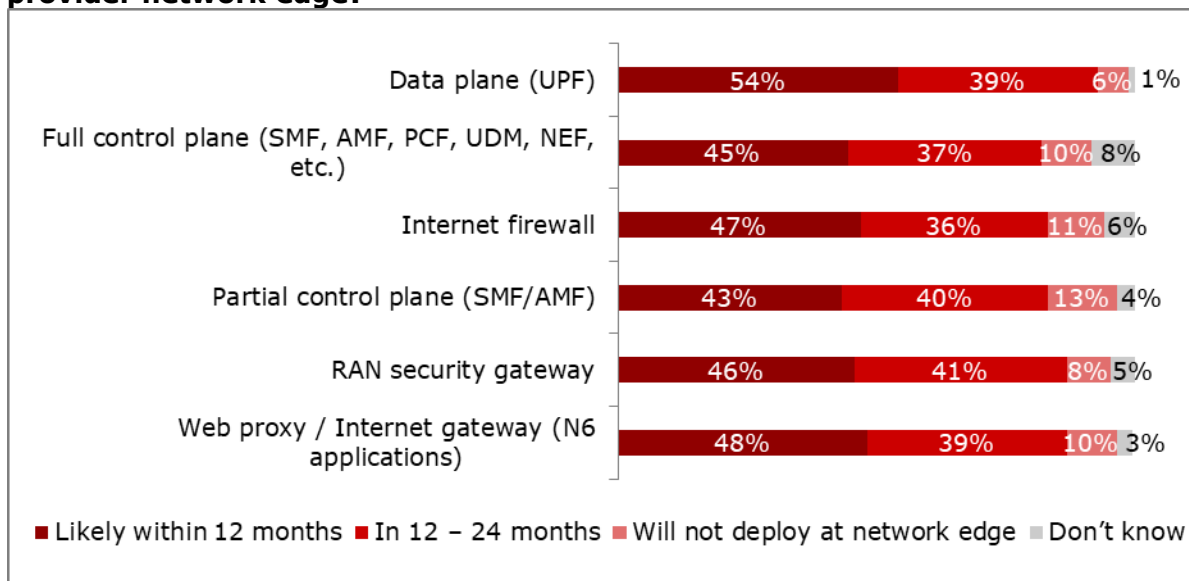 provider network edge?
Data plane (UPF)
54% 39% 6% 1%
Full control plane (SMF, AMF, PCF, UDM, NEF,
etc.)
45% 37% 10% 8%
Internet firewall
47% 36% 11% 6%
Partial control plane (SMF/AMF)
43% 40% 13% 4%
RAN security gateway
46% 41% 8% 5%
Web proxy / Internet gateway (N6
applications)
48% 39% 10% 3%
Likely within 12 months In 12 – 24 months Will not deploy at network edge Don’t know